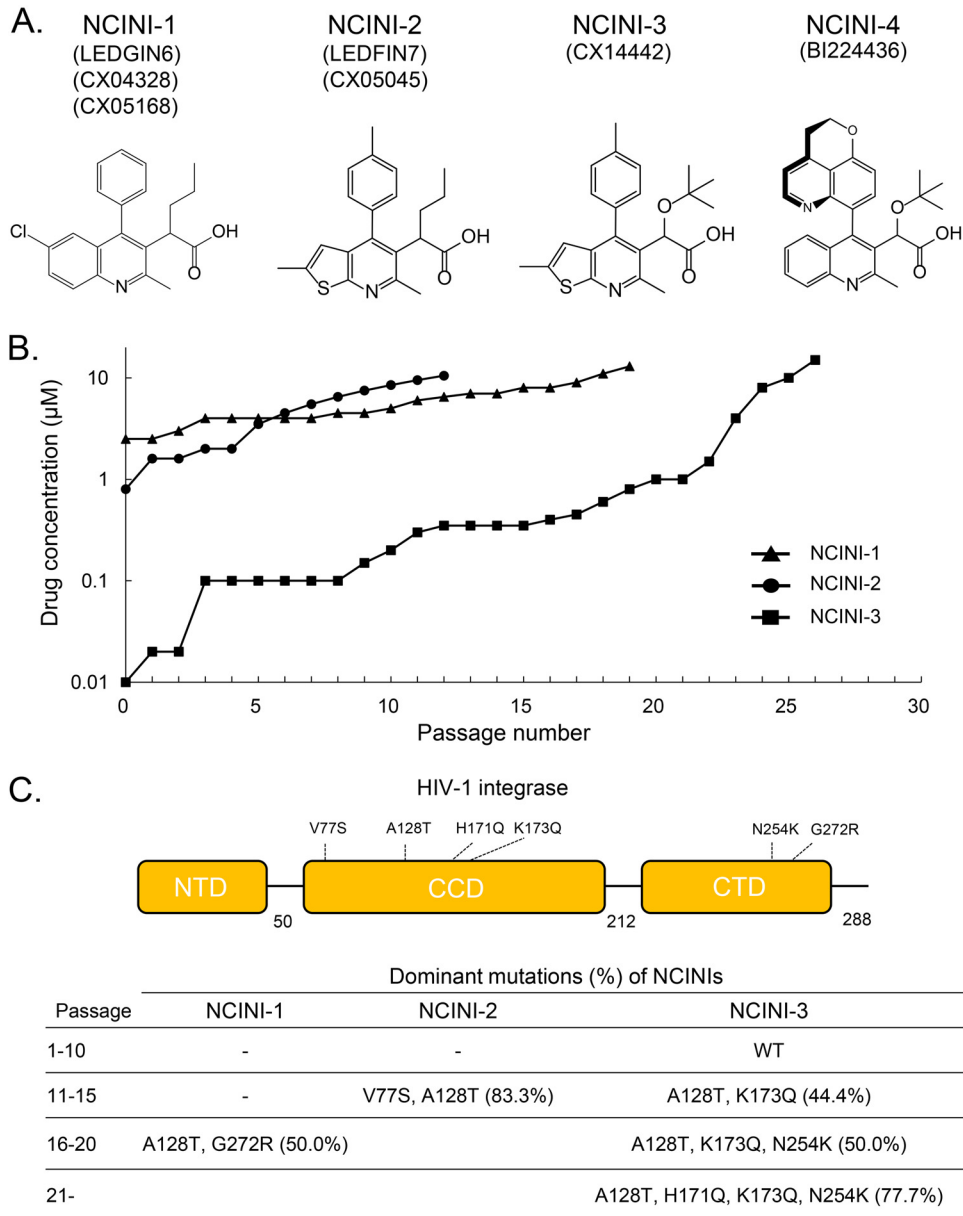 A.
NCINI-1
(LEDGIN6)
(CX04328)
(CX05168)
NCINI-2
(LEDFIN7)
(CX05045)
NCINI-3
(CX14442)
NCINI-4
(BI224436)
Cl
N
OH
O
S
N
OH
O
S
N
O
OH
O
O
N
N
O
OH
O
B.
Drug concentration (µM)
10
1
0.1
0.01
0
5
10
15
20
25
30
Passage number
NCINI-1
NCINI-2
NCINI-3
C.
HIV-1 integrase
V77S
A128T
H171Q
K173Q
N254K
G272R
NTD
CCD
CTD
50
212
288
Dominant mutations (%) of NCINIs
Passage NCINI-1 NCINI-2 NCINI-3
1-10 - - WT
11-15 - V77S, A128T (83.3%) A128T, K173Q (44.4%)
16-20 A128T, G272R (50.0%) A128T, K173Q, N254K (50.0%)
21- A128T, H171Q, K173Q, N254K (77.7%)